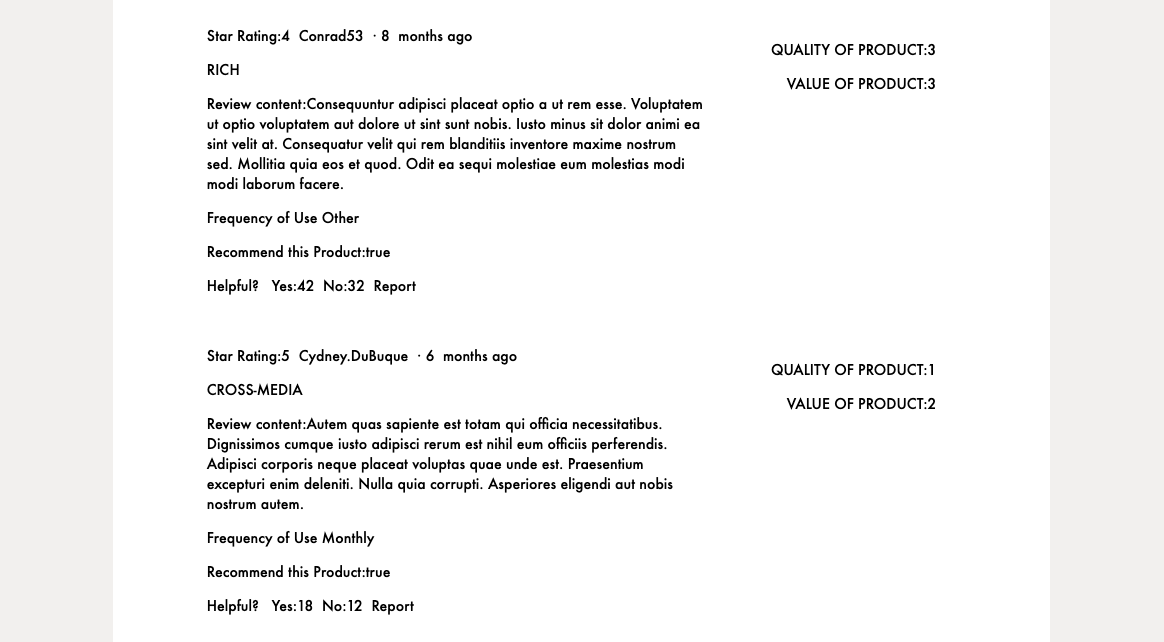 Star Rating:4 Conrad53 · 8 months ago
QUALITY OF PRODUCT:3
RICH
VALUE OF PRODUCT:3
Review content:Consequuntur adipisci placeat optio a ut rem esse. Voluptatem
ut optio voluptatem aut dolore ut sint sunt nobis. Iusto minus sit dolor animi ea
sint velit at. Consequatur velit qui rem blanditiis inventore maxime nostrum
sed. Mollitia quia eos et quod. Odit ea sequi molestiae eum molestias modi
modi laborum facere.
Frequency of Use Other
Recommend this Product:true
Helpful? Yes:42 No:32 Report
Star Rating:5 Cydney.DuBuque · 6 months ago
QUALITY OF PRODUCT:1
CROSS-MEDIA
VALUE OF PRODUCT:2
Review content:Autem quas sapiente est totam qui officia necessitatibus.
Dignissimos cumque iusto adipisci rerum est nihil eum officiis perferendis.
Adipisci corporis neque placeat voluptas quae unde est. Praesentium
excepturi enim deleniti. Nulla quia corrupti. Asperiores eligendi aut nobis
nostrum autem.
Frequency of Use Monthly
Recommend this Product:true
Helpful? Yes:18 No:12 Report